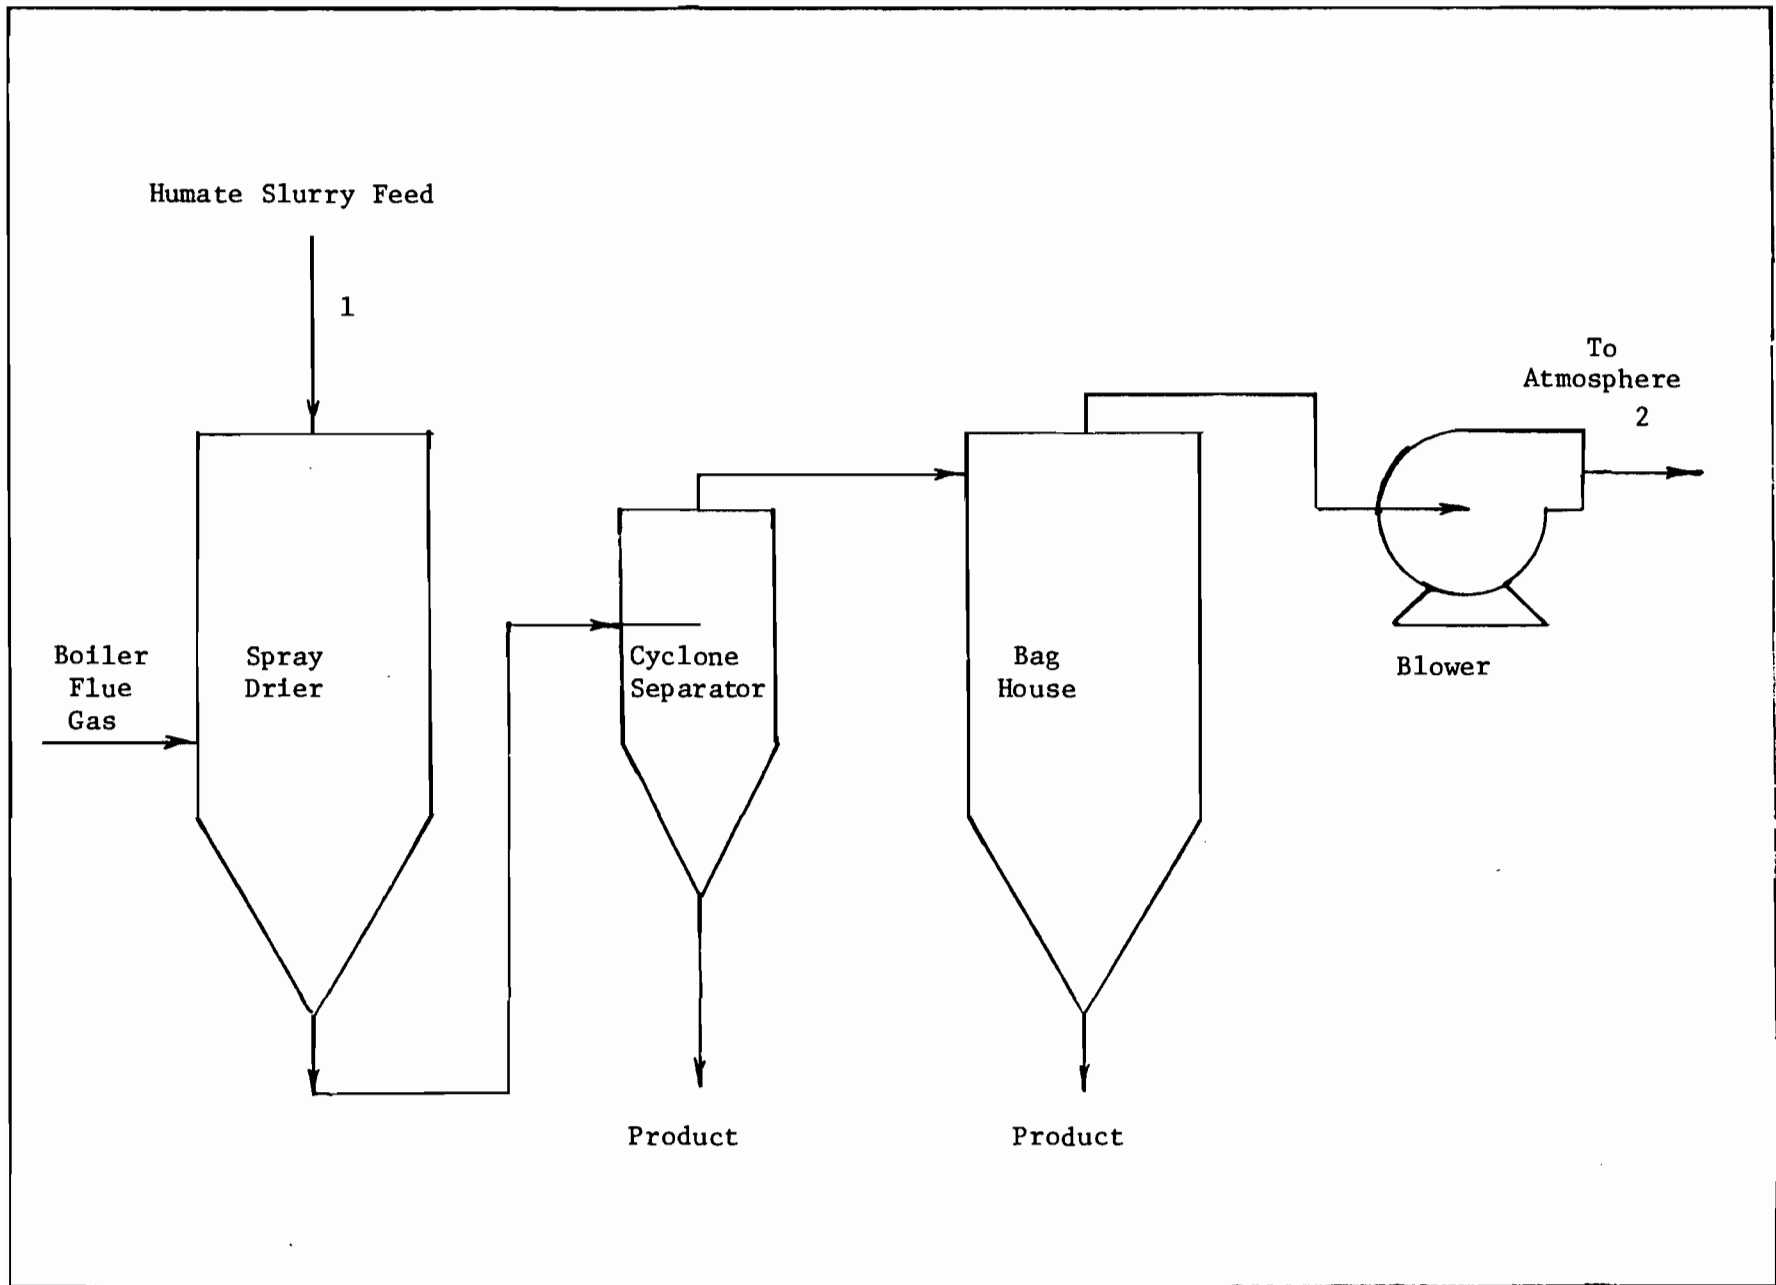 Humate Slurry Feed
1
To
Atmosphere
2
Boiler
Flue
Gas
Spray
Drier
Cyclone
Separator
Bag
House
Blower
Product
Product